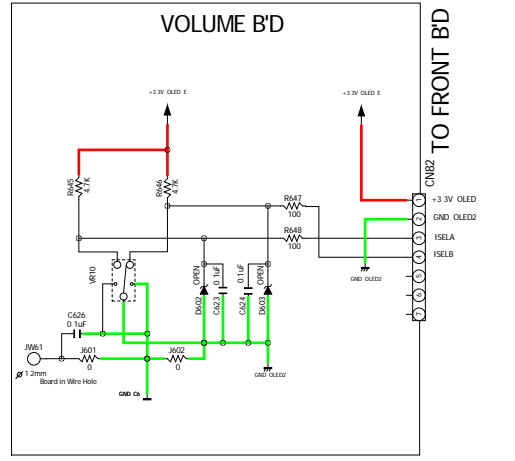 VOLUME B'D
TO FRONT B'D
+3 3V OLED E
+3 3V OLED E
CN82
R645
4.7K
R646
4.7K
R647
100
R648
100
1
+3 3V OLED
2
GND OLED2
3
ISELA
4
ISELB
5
6
7
VR10
D602
OPEN
C623
0 1uF
C624
0.1uF
D603
OPEN
GND OLED2
C626
0 1uF
JW61
J601
0
J602
0
ø 1 2mm
Board in Wire Hole
GND OLED2
GND C6